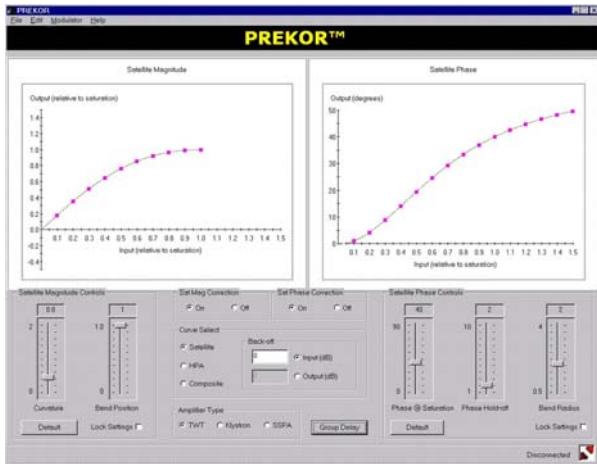 PREKOR
File Edit Modulator Help
PREKOR™
Satellite Magnitude
Output (relative to saturation)
1.4
1.2
1.0
0.8
0.6
0.4
0.2
0.0
-0.2
-0.4
0.1 0.2 0.3 0.4 0.5 0.6 0.7 0.8 0.9 1.0 1.1 1.2 1.3 1.4 1.5
Input (relative to saturation)
Satellite Phase
Output (degrees)
50
40
30
20
10
0
0.1 0.2 0.3 0.4 0.5 0.6 0.7 0.8 0.9 1.0 1.1 1.2 1.3 1.4 1.5
Input (relative to saturation)
Satellite Magnitude Controls
0.8 1
2 1.0
0 0
Curvature Bend Position
Default Lock Settings
Sat Mag Correction
On Off
Sat Phase Correction
On Off
Curve Select
Satellite
HPA
Composite
Back-off
0 Input (dB)
Output (dB)
Amplifier Type
TWT Klystron SSPA
Group Delay
Satellite Phase Controls
40 2 2
90 10 4
0 1 0.5
Phase @ Saturation Phase Hold-off Bend Radius
Default Lock Settings
Disconnected